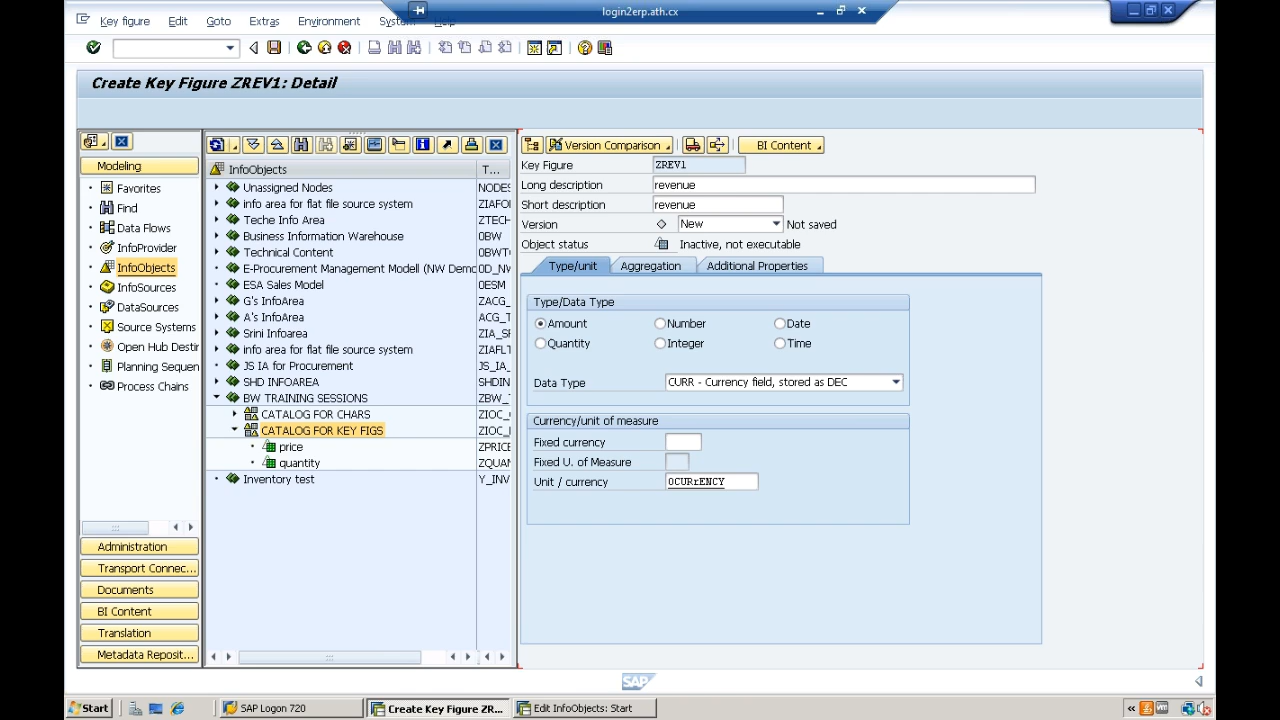 login2erp.ath.cx
Key figure Edit Goto Extras Environment System Help
Create Key Figure ZREV1: Detail
Modeling
Favorites
Find
Data Flows
InfoProvider
InfoObjects
InfoSources
DataSources
Source Systems
Open Hub Destir
Planning Sequen
Process Chains
Administration
Transport Connec...
Documents
BI Content
Translation
Metadata Reposit...
InfoObjects T...
Unassigned Nodes NODES
info area for flat file source system ZIAFO
Teche Info Area ZTECH
Business Information Warehouse 0BW
Technical Content 0BWT
E-Procurement Management Modell (NW Demo 0D_NW
ESA Sales Model 0ESM
G's InfoArea ZACG_
A's InfoArea ACG_T
Srini Infoarea ZIA_S
info area for flat file source system ZIAFLT
JS IA for Procurement JS_IA_
SHD INFOAREA SHDIN
BW TRAINING SESSIONS ZBW_T
CATALOG FOR CHARS ZIOC_
CATALOG FOR KEY FIGS ZIOC_
price ZPRICE
quantity ZQUAN
Inventory test Y_INV
Version Comparison BI Content
Key Figure ZREV1
Long description revenue
Short description revenue
Version New Not saved
Object status Inactive, not executable
Type/unit Aggregation Additional Properties
Type/Data Type
Amount Number Date
Quantity Integer Time
Data Type CURR - Currency field, stored as DEC
Currency/unit of measure
Fixed currency
Fixed U. of Measure
Unit / currency 0CURrENCY
SAP
Start SAP Logon 720 Create Key Figure ZR... Edit InfoObjects: Start